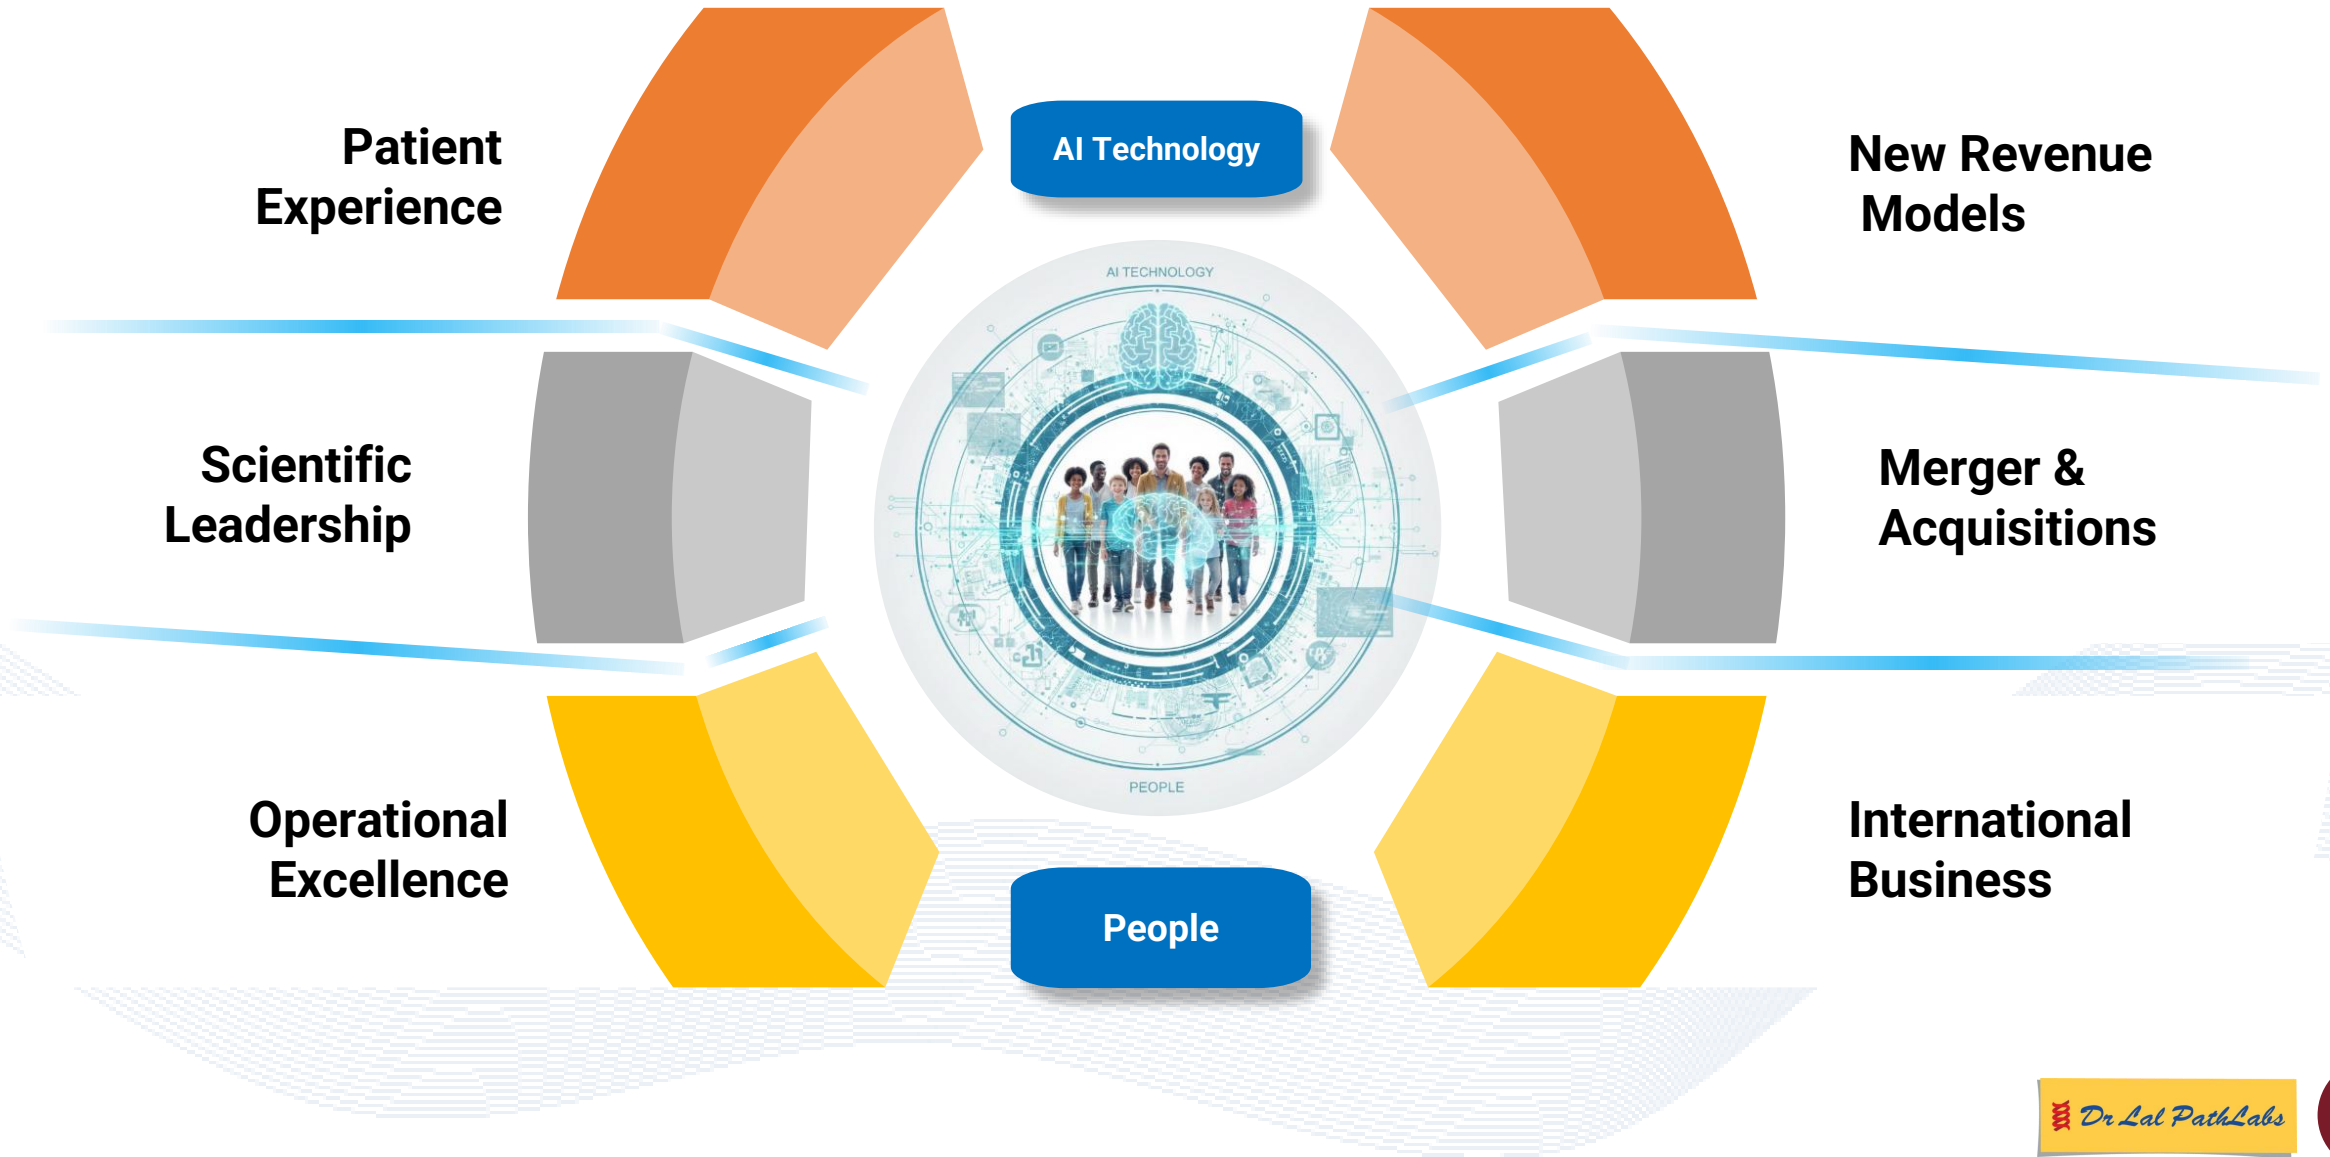 Patient
Experience
AI Technology
New Revenue
Models
AI TECHNOLOGY
Scientific
Leadership
Merger &
Acquisitions
PEOPLE
Operational
Excellence
International
Business
People
Dr Lal PathLabs